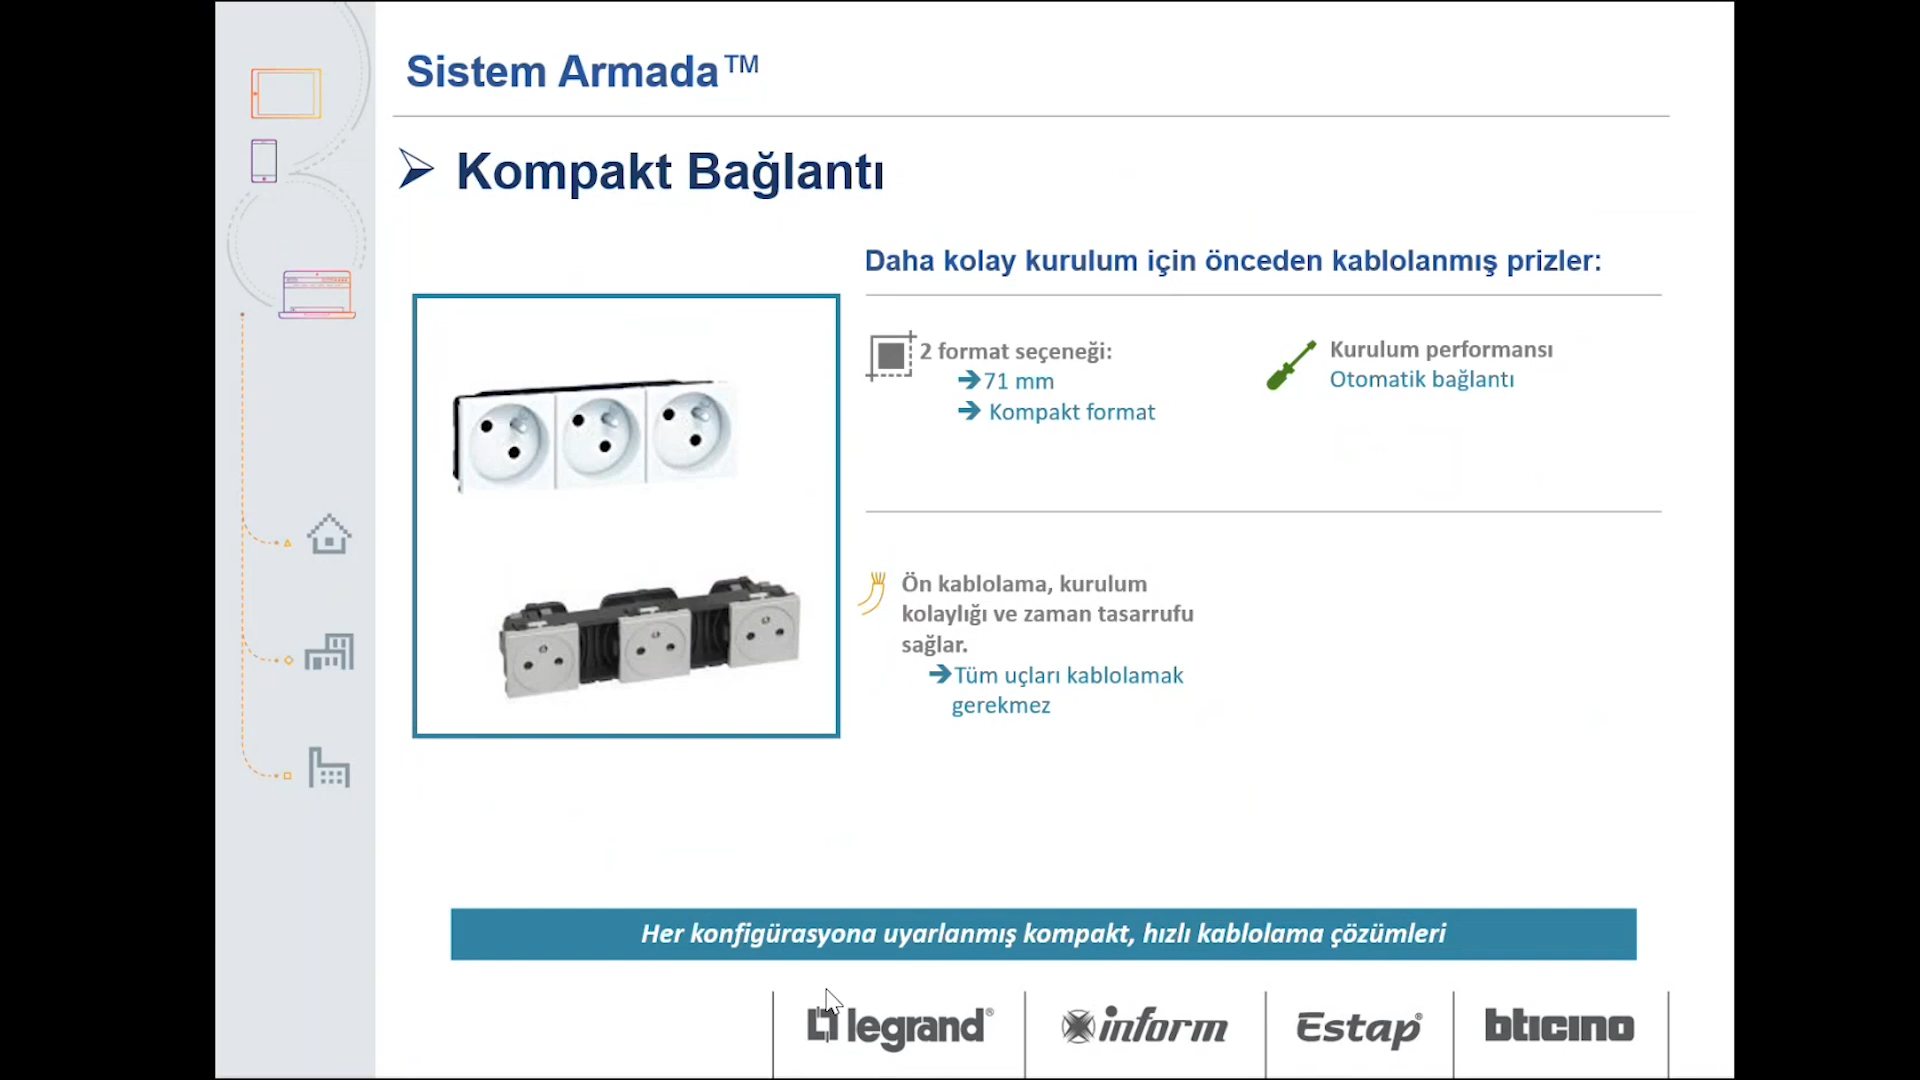 Sistem Armada™
Kompakt Bağlantı
Daha kolay kurulum için önceden kablolanmış prizler:
2 format seçeneği:
71 mm
Kompakt format
Kurulum performansı
Otomatik bağlantı
Ön kablolama, kurulum
kolaylığı ve zaman tasarrufu
sağlar.
Tüm uçları kablolamak
gerekmez
Her konfigürasyona uyarlanmış kompakt, hızlı kablolama çözümleri
legrand®
inform
Estap®
bticino